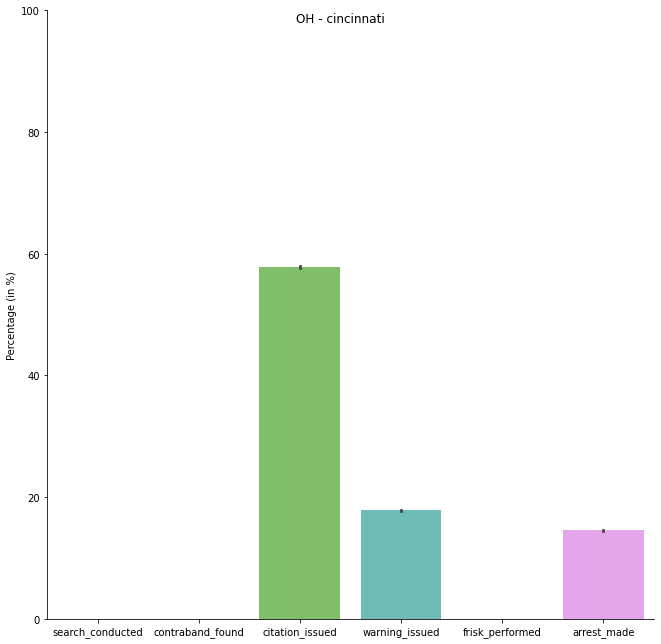 OH - cincinnati
Percentage (in %)
100
80
60
40
20
0
search_conducted contraband_found citation_issued warning_issued frisk_performed arrest_made